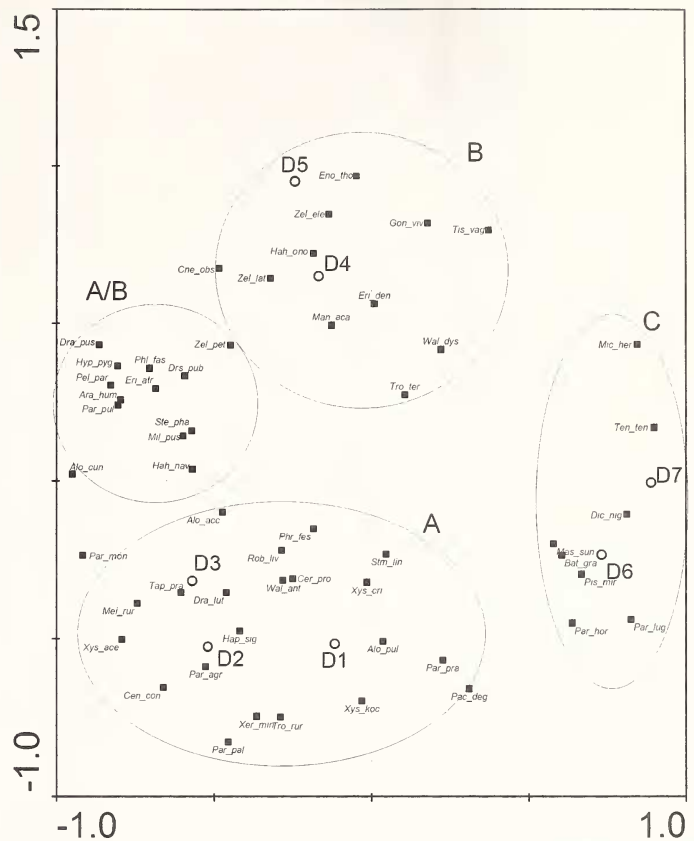 1.5
B
D5
Eno_tho
Zel_ele
Gon_viv
Tis_vag
Hah_ono
Cne_obs
D4
Zel_lat
A/B
Eri_den
Man_aca
C
Dra_pus
Zel_pet
Wal_dys
Mic_her
Hyp_pyg
Phl_fas
Drs_pub
Pel_par
Eri_atr
Ara_hum
Tro_ter
Par_pul
Ste_pha
Ten_ten
Mil_pus
Alo_cun
Hah_nav
D7
Alo_acc
A
Dic_nig
Phr_fes
Par_mon
Rob_liv
Stm_lin
Mas_sun
D3
Bat_gra
D6
Tap_pra
Cer_pro
Wal_ant
Xys_cri
Pis_mir
Mei_rur
Dra_lut
Xys_ace
Hap_sig
Par_hor
Par_lug
D2
D1
Alo_pul
Par_agr
Par_pra
Cen_con
Pac_deg
Xys_koc
Xer_min
Tro_rur
Par_pal
-1.0
-1.0
1.0